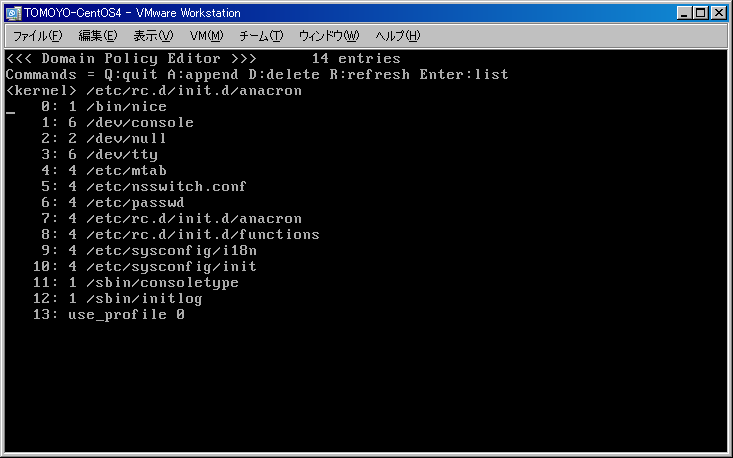 TOMOYO-CentOS4 - VMware Workstation
ファイル(F) 編集(E) 表示(V) VM(M) チーム(T) ウィンドウ(W) ヘルプ(H)
<<< Domain Policy Editor >>>      14 entries
Commands = Q:quit A:append D:delete R:refresh Enter:list
<kernel> /etc/rc.d/init.d/anacron
0: 1 /bin/nice
1: 6 /dev/console
2: 2 /dev/null
3: 6 /dev/tty
4: 4 /etc/mtab
5: 4 /etc/nsswitch.conf
6: 4 /etc/passwd
7: 4 /etc/rc.d/init.d/anacron
8: 4 /etc/rc.d/init.d/functions
9: 4 /etc/sysconfig/i18n
10: 4 /etc/sysconfig/init
11: 1 /sbin/consoletype
12: 1 /sbin/initlog
13: use_profile 0